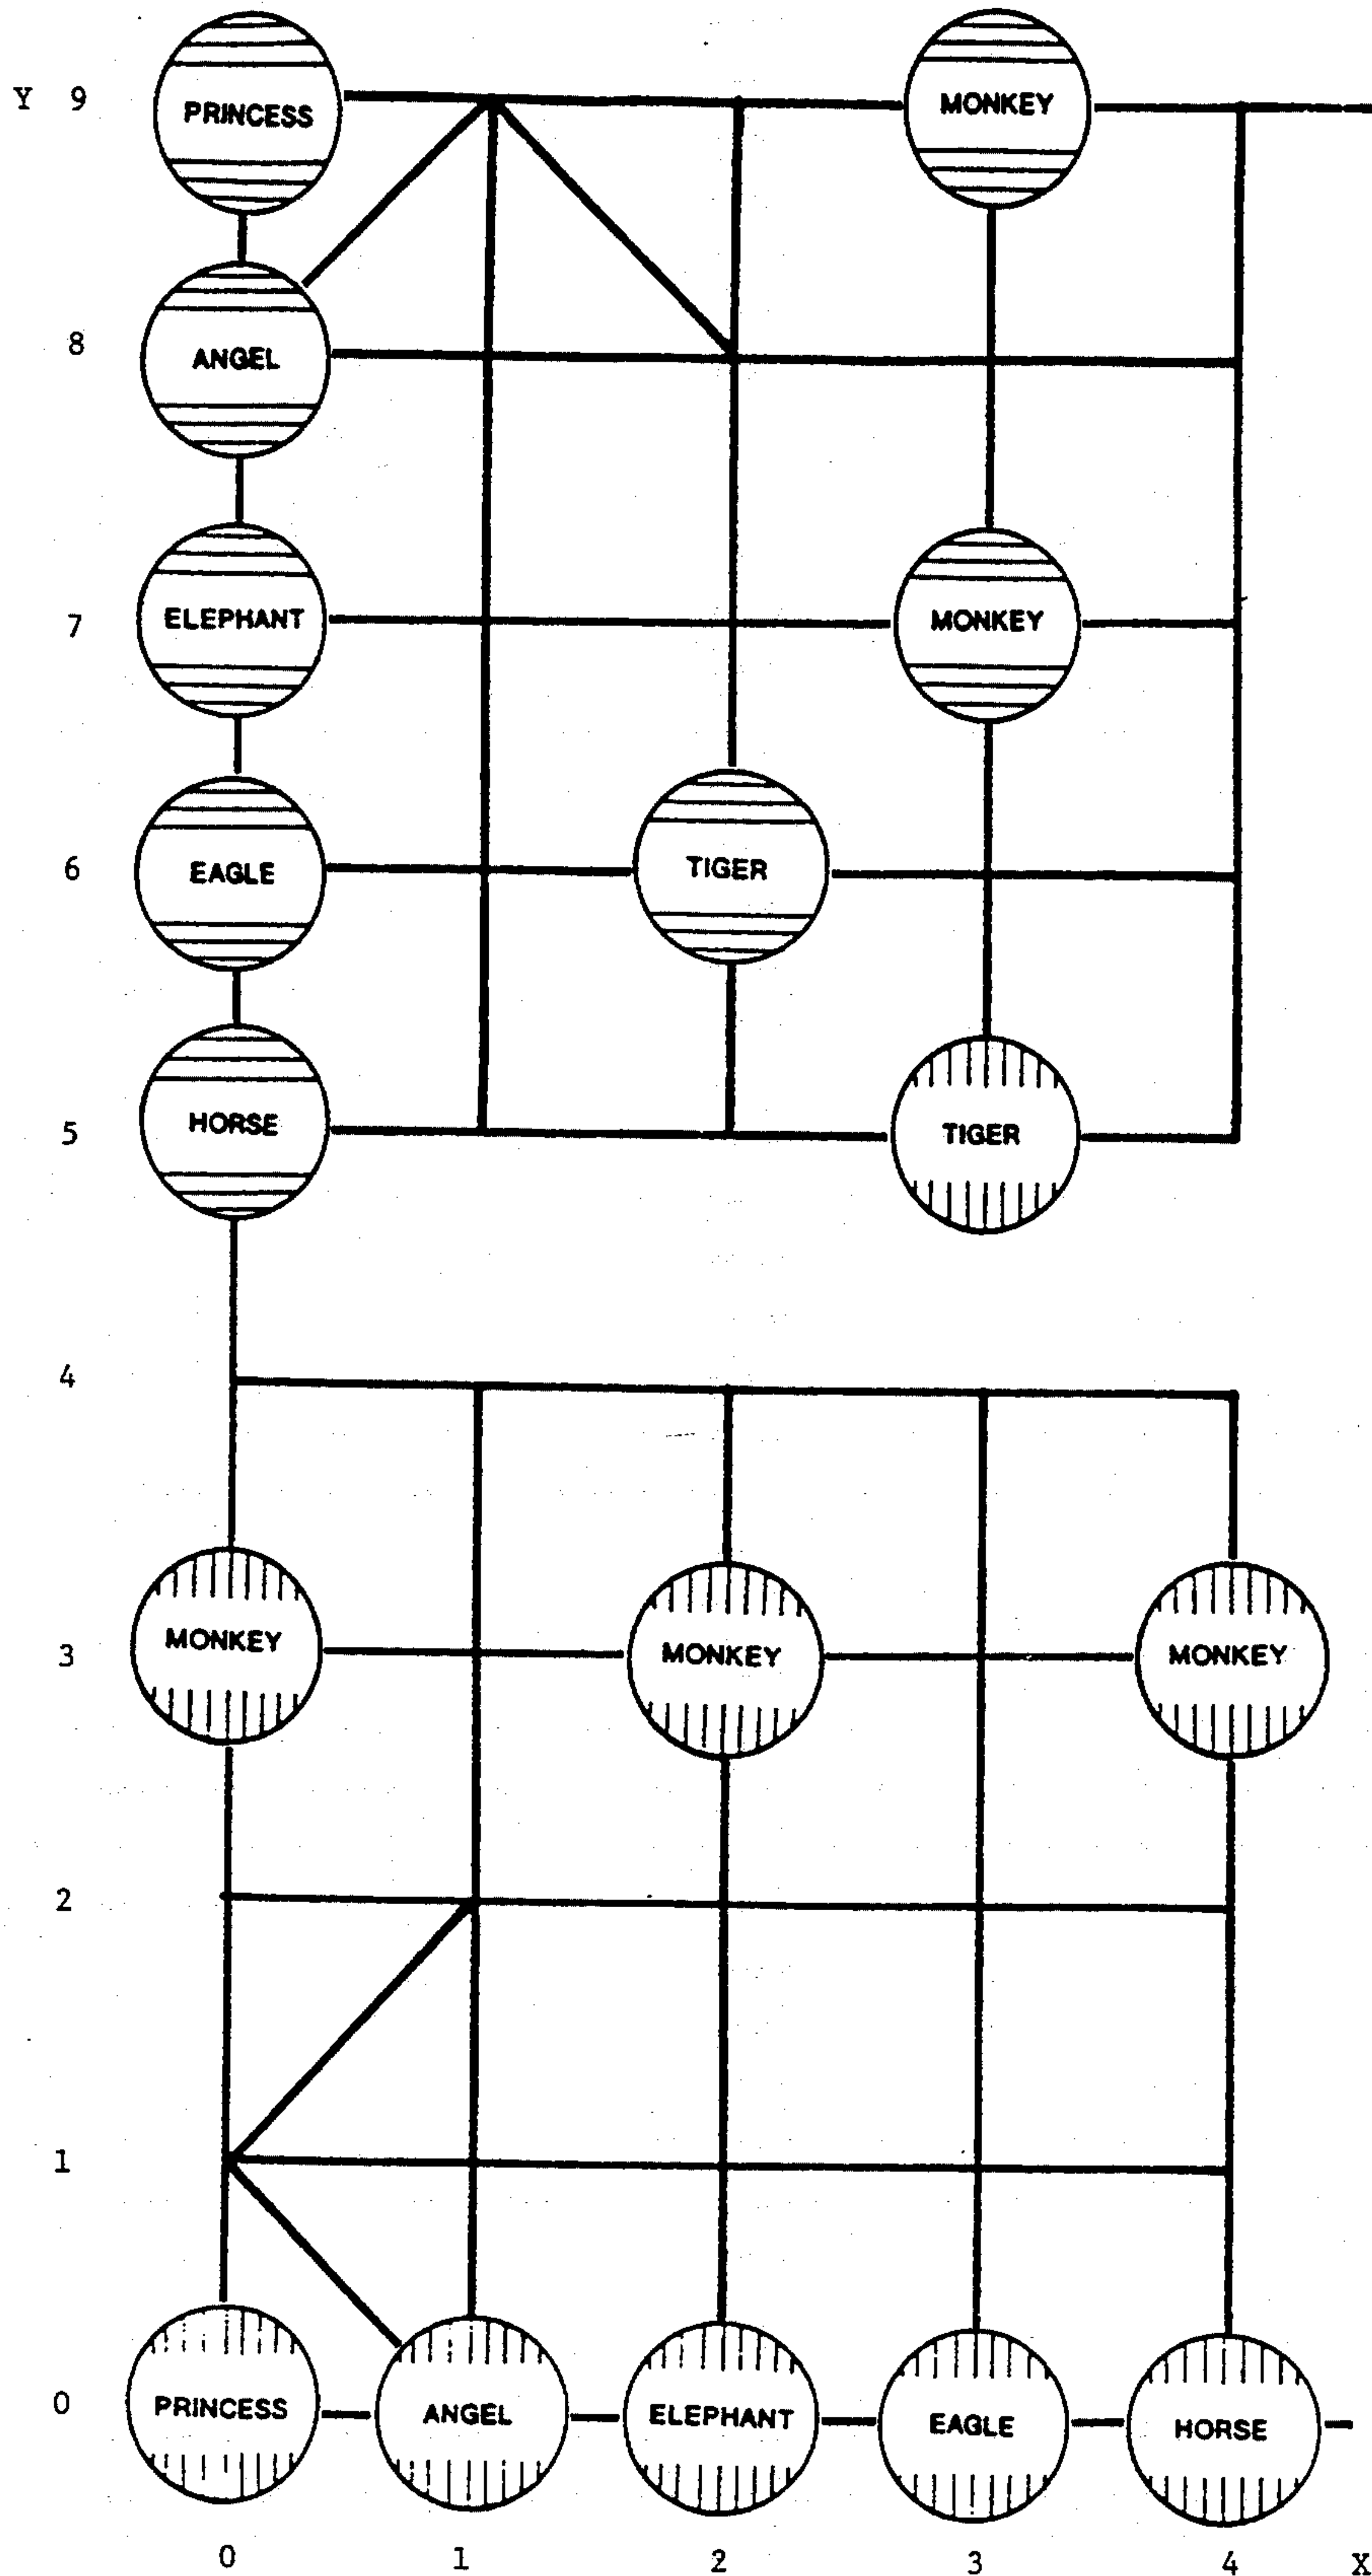 Y 9 PRINCESS MONKEY
8 ANGEL
7 ELEPHANT MONKEY
6 EAGLE TIGER
5 HORSE TIGER
4
3 MONKEY MONKEY MONKEY
2
1
0 PRINCESS ANGEL ELEPHANT EAGLE HORSE
0 1 2 3 4 X